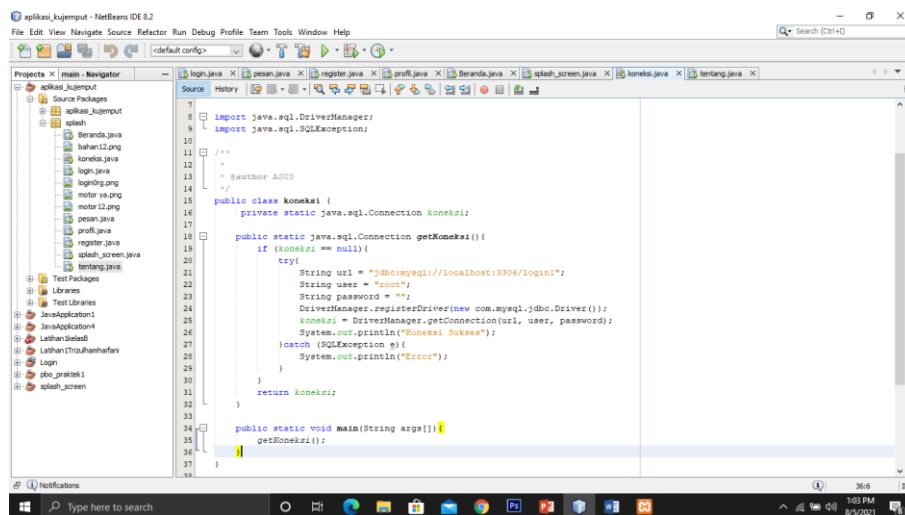 aplikasi_kujemput - NetBeans IDE 8.2
File Edit View Navigate Source Refactor Run Debug Profile Team Tools Window Help
Search (Ctrl+I)
<default config>
Projects × main - Navigator
login.java × pesan.java × register.java × profil.java × Beranda.java × splash_screen.java × koneksi.java × tentang.java ×
Source History
aplikasi_kujemput
Source Packages
aplikasi_kujemput
splash
Beranda.java
bahan12.png
koneksi.java
login.java
login0rg.png
motor ya.png
motor12.png
pesan.java
profil.java
register.java
splash_screen.java
tentang.java
Test Packages
Libraries
Test Libraries
JavaApplication1
JavaApplication4
Latihan1kelasB
Latihan1Trizulhamhaifani
Login
pbo_praktek1
splash_screen
7
8 import java.sql.DriverManager;
9 import java.sql.SQLException;
10
11 /**
12 *
13 * @author ASUS
14 */
15 public class koneksi {
16 private static java.sql.Connection koneksi;
17
18 public static java.sql.Connection getKoneksi(){
19 if (koneksi == null){
20 try{
21 String url = "jdbc:mysql://localhost:3306/login1";
22 String user = "root";
23 String password = "";
24 DriverManager.registerDriver(new com.mysql.jdbc.Driver());
25 koneksi = DriverManager.getConnection(url, user, password);
26 System.out.println("Koneksi Sukses");
27 }catch (SQLException e){
28 System.out.println("Error");
29 }
30 }
31 return koneksi;
32 }
33
34 public static void main(String args[]){
35 getKoneksi();
36 }
37 }
38
Notifications
36:6
Type here to search
1:03 PM
8/5/2021